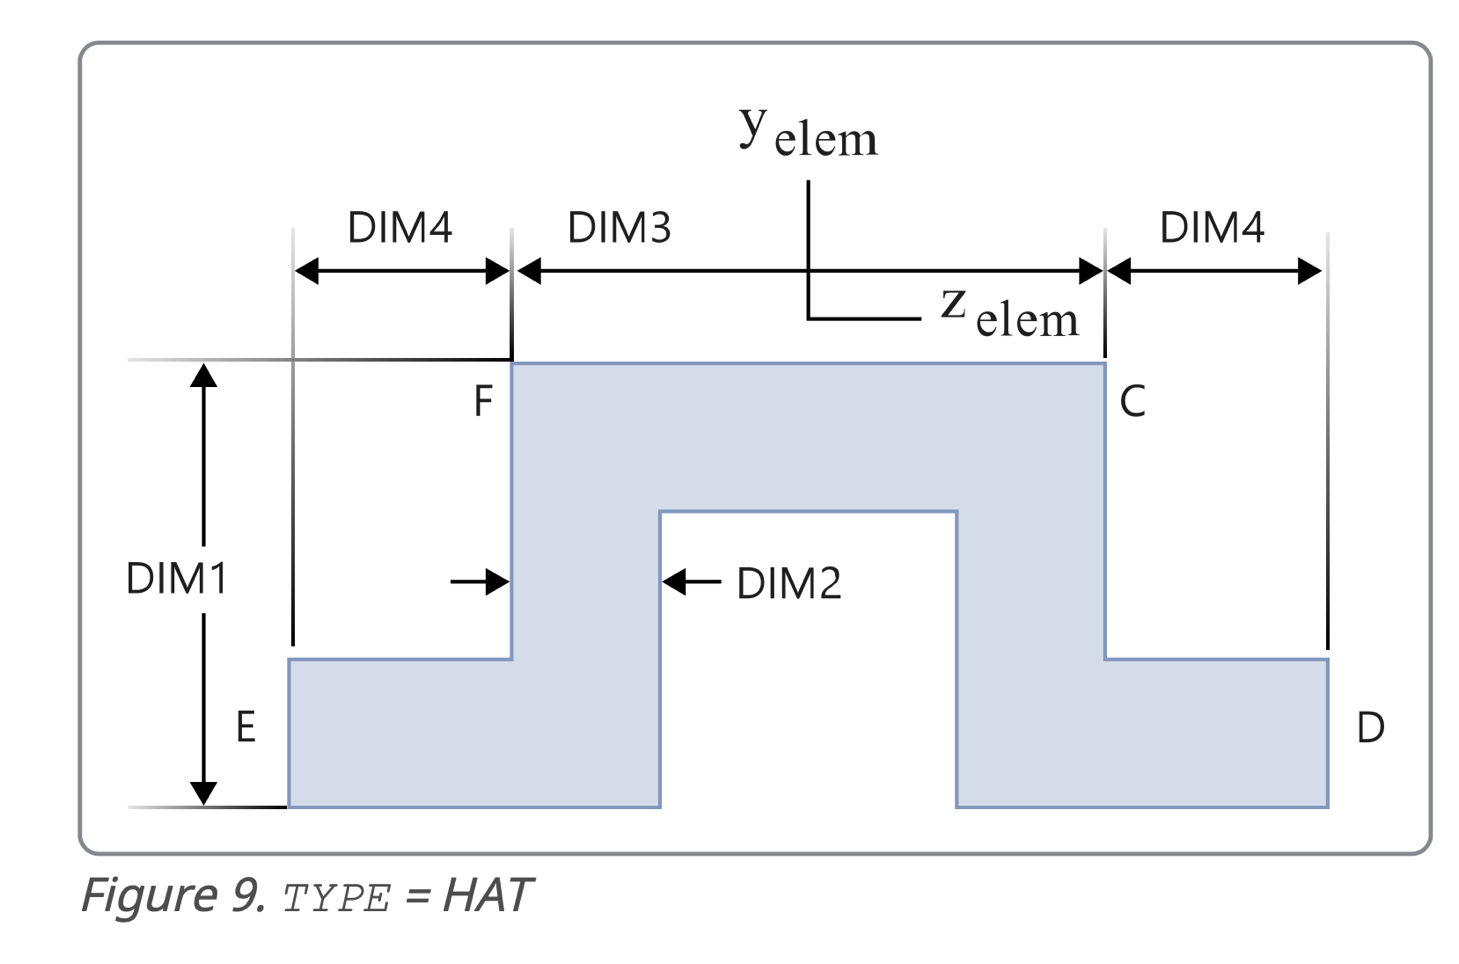 y elem
DIM4 DIM3 DIM4
z elem
F C
DIM1 DIM2
E D
Figure 9. TYPE = HAT